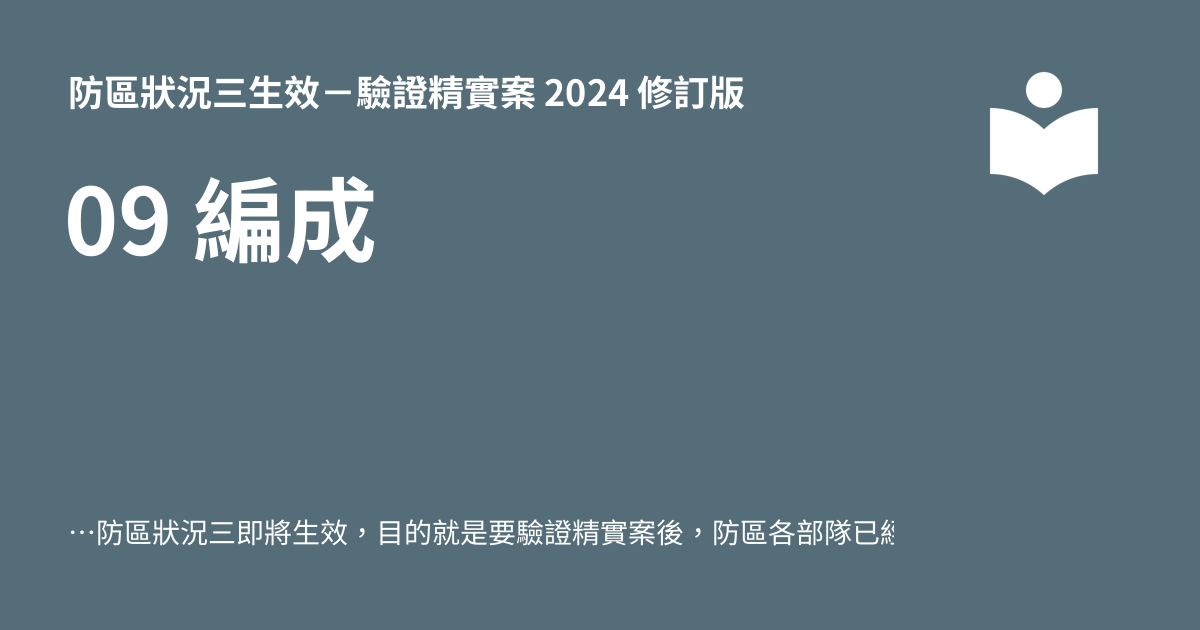 防區狀況三生效－驗證精實案 2024 修訂版
09 編成
…防區狀況三即將生效，目的就是要驗證精實案後，防區各部隊已